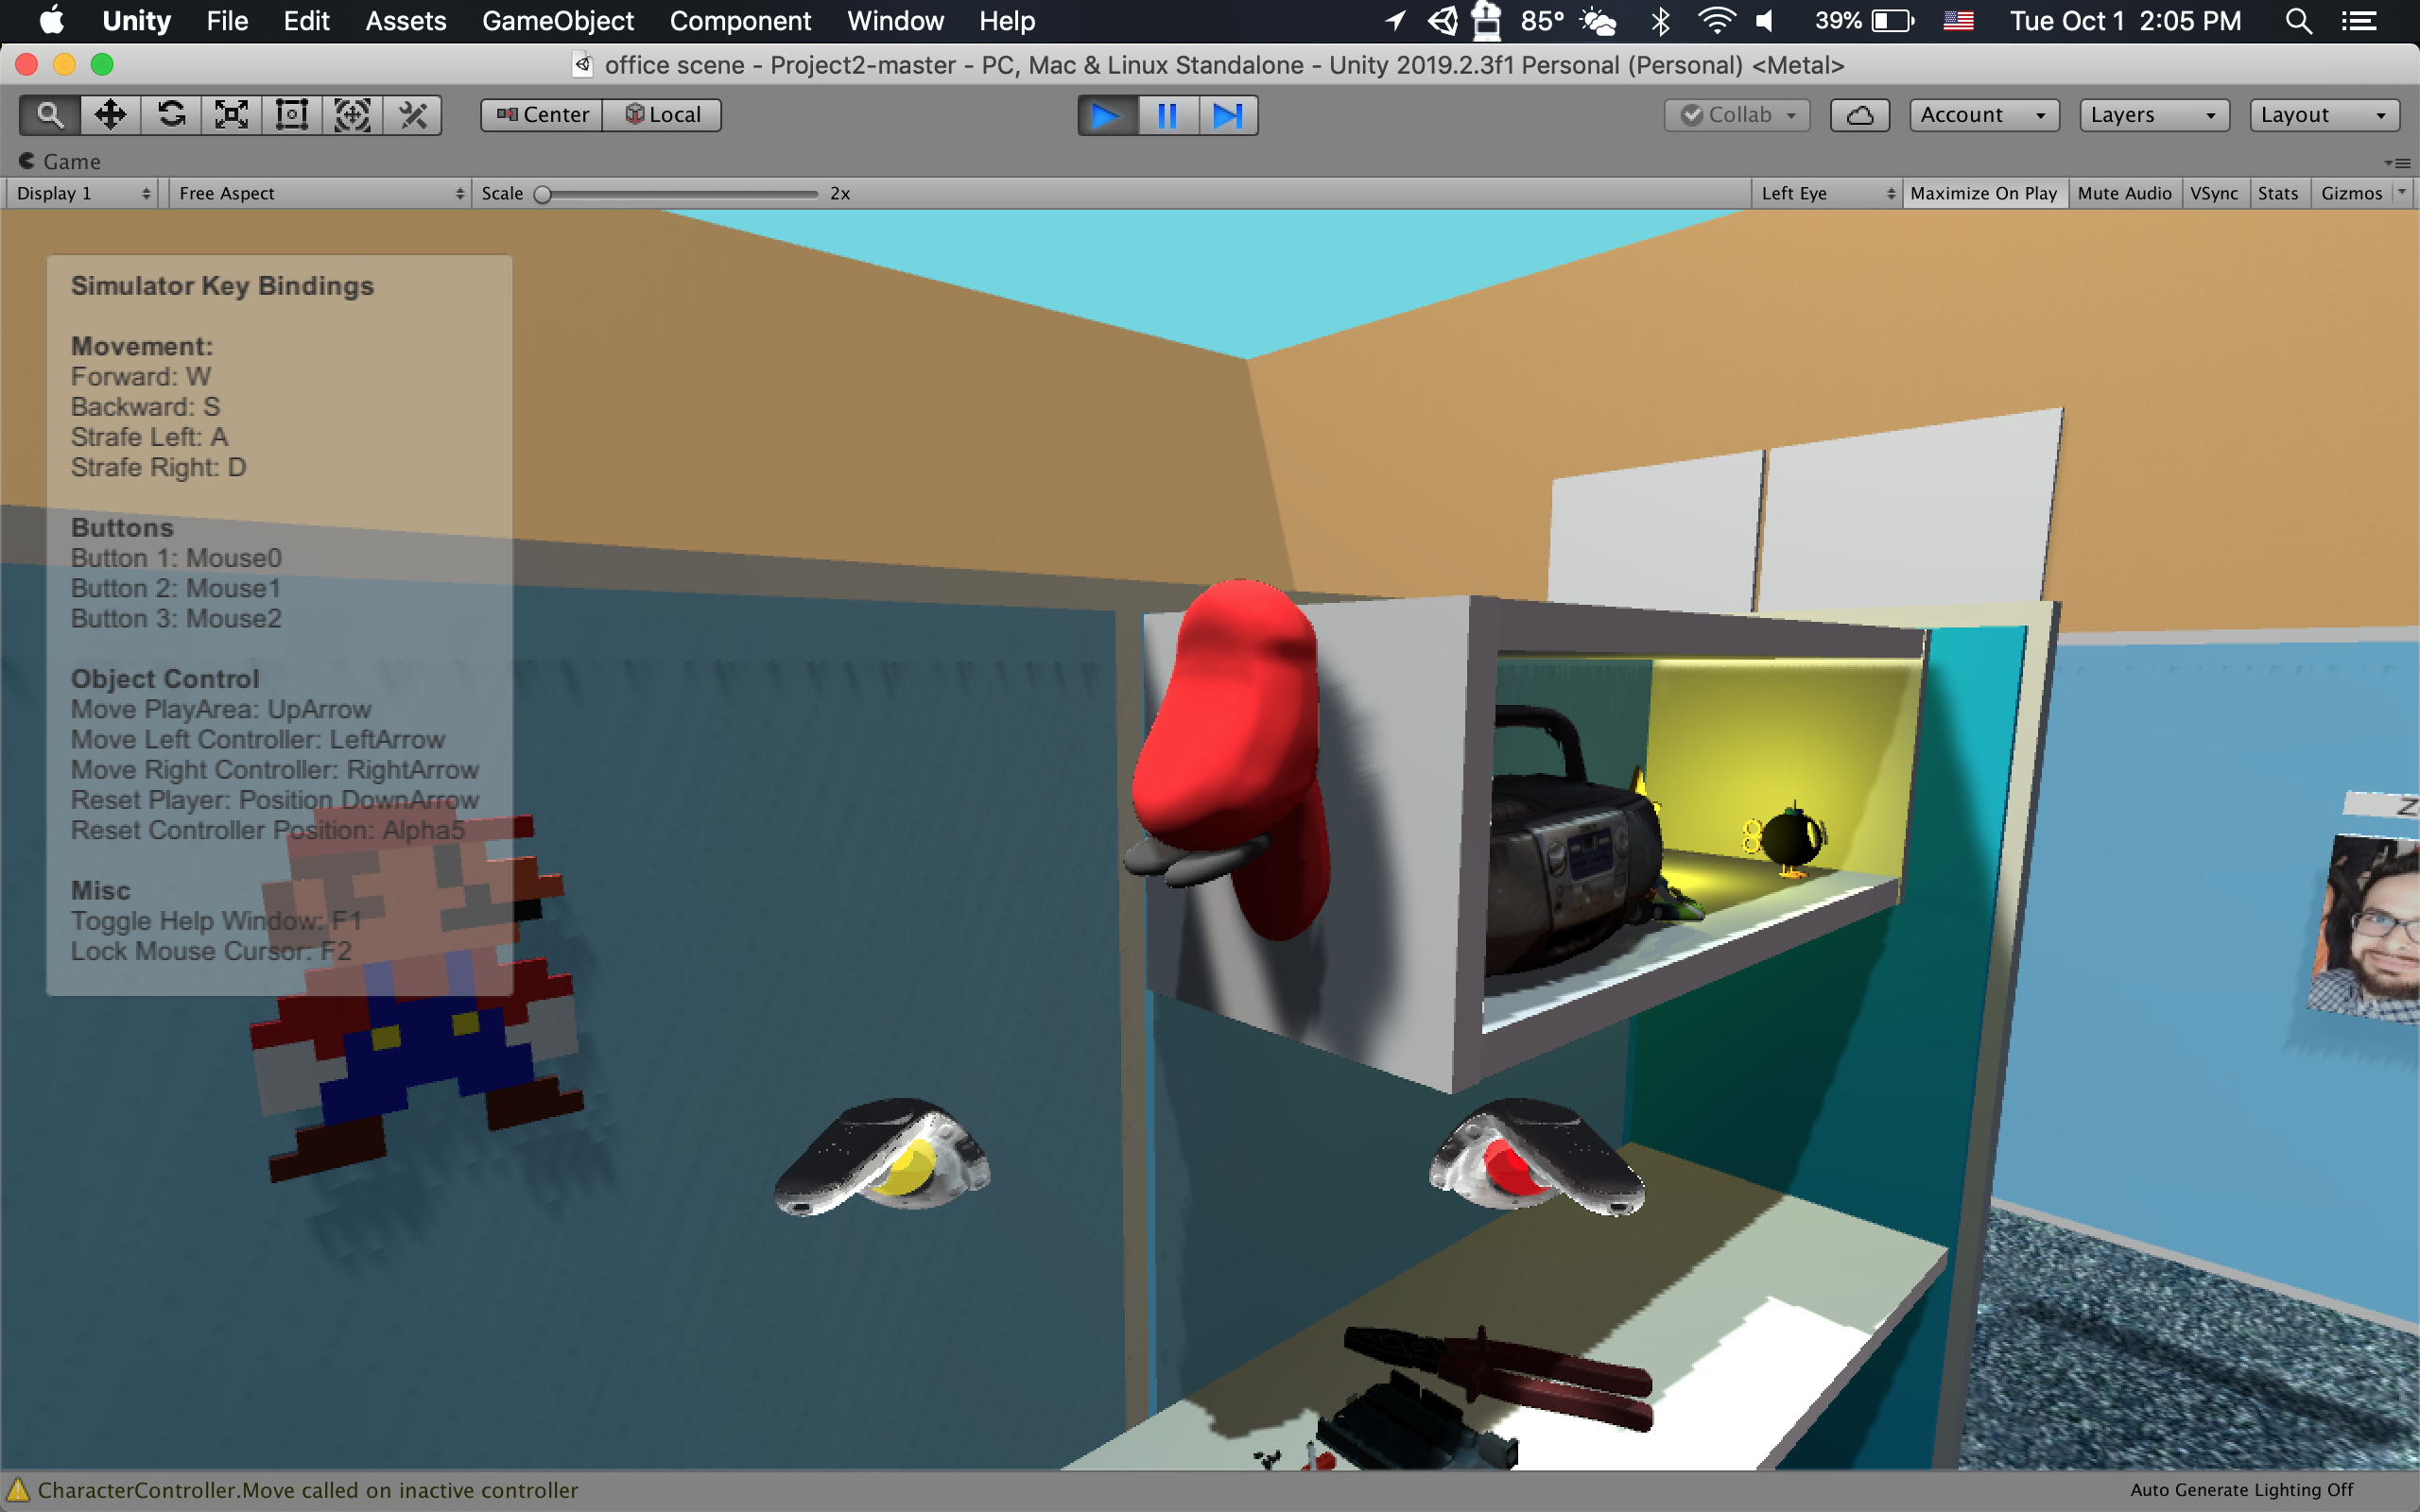 Unity File Edit Assets GameObject Component Window Help 85° 39% Tue Oct 1 2:05 PM
office scene - Project2-master - PC, Mac & Linux Standalone - Unity 2019.2.3f1 Personal (Personal) <Metal>
Center Local Collab Account Layers Layout
Game
Display 1 Free Aspect Scale 2x Left Eye Maximize On Play Mute Audio VSync Stats Gizmos
Simulator Key Bindings
Movement:
Forward: W
Backward: S
Strafe Left: A
Strafe Right: D
Buttons
Button 1: Mouse0
Button 2: Mouse1
Button 3: Mouse2
Object Control
Move PlayArea: UpArrow
Move Left Controller: LeftArrow
Move Right Controller: RightArrow
Reset Player: Position DownArrow
Reset Controller Position: Alpha5
Misc
Toggle Help Window: F1
Lock Mouse Cursor: F2
Z
CharacterController.Move called on inactive controller
Auto Generate Lighting Off